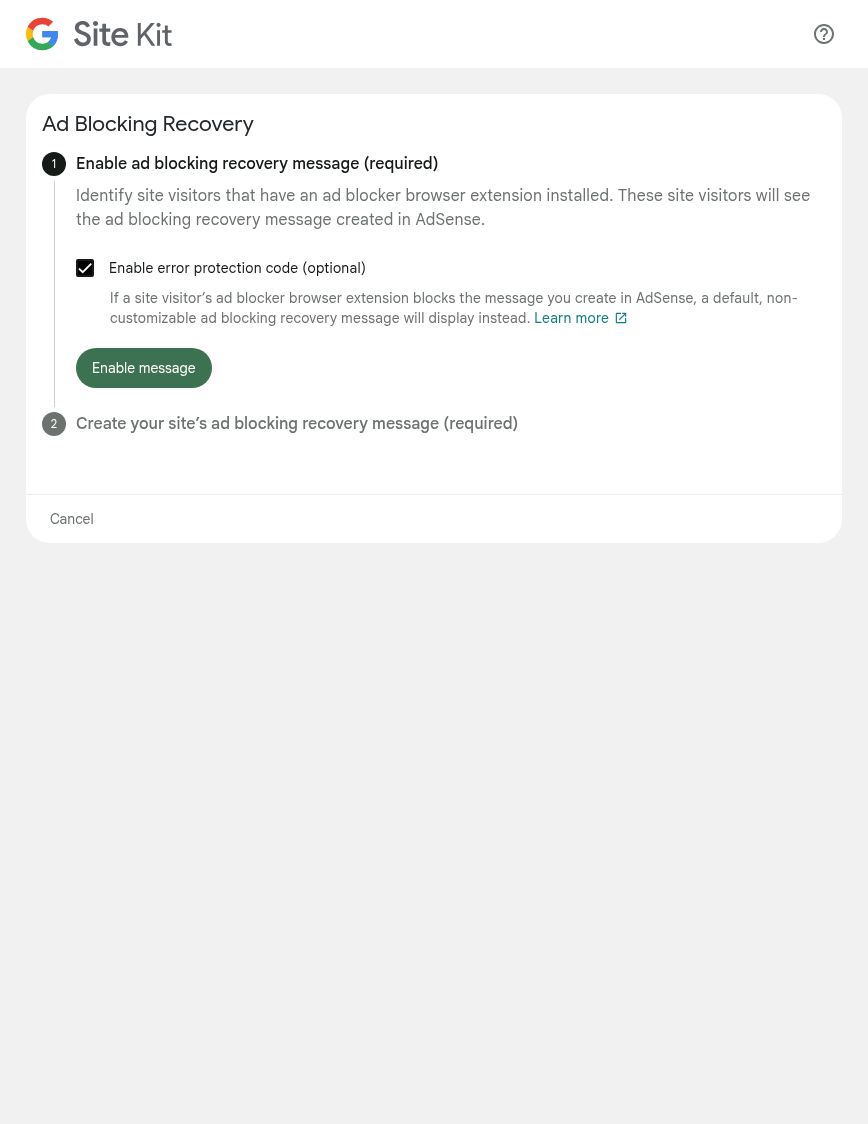 Site Kit
Ad Blocking Recovery
1 Enable ad blocking recovery message (required)
Identify site visitors that have an ad blocker browser extension installed. These site visitors will see
the ad blocking recovery message created in AdSense.
Enable error protection code (optional)
If a site visitor’s ad blocker browser extension blocks the message you create in AdSense, a default, non-
customizable ad blocking recovery message will display instead. Learn more
Enable message
2 Create your site’s ad blocking recovery message (required)
Cancel